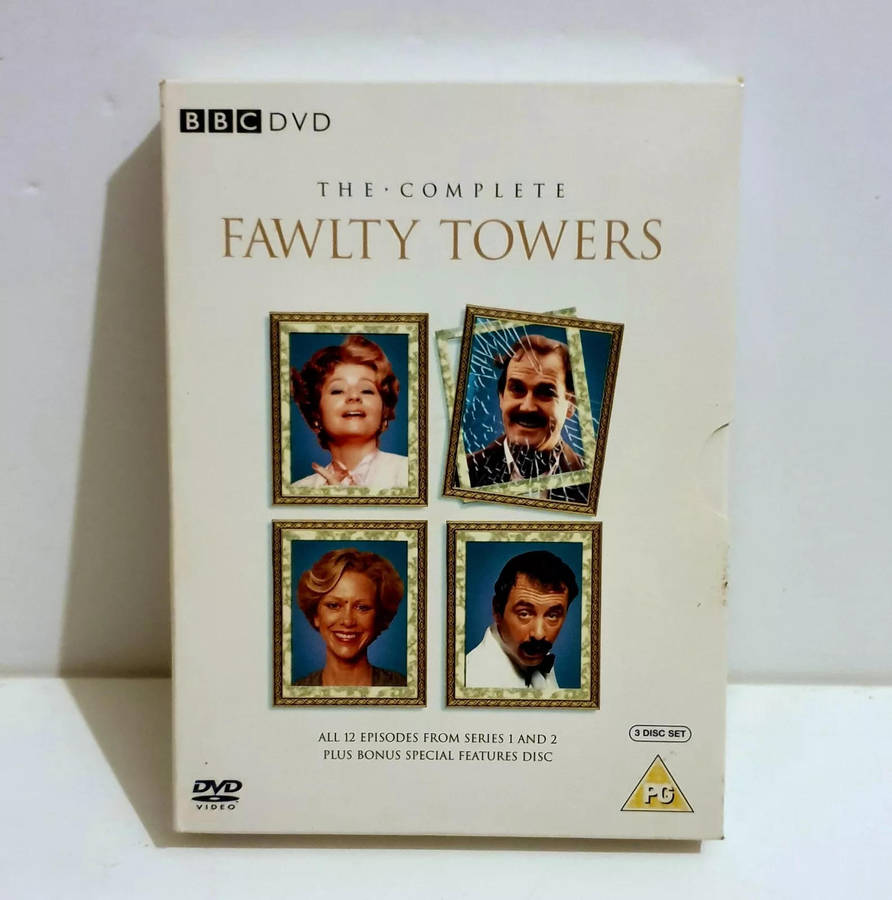 BBC DVD
THE · COMPLETE
FAWLTY TOWERS
ALL 12 EPISODES FROM SERIES 1 AND 2
PLUS BONUS SPECIAL FEATURES DISC
3 DISC SET
DVD
VIDEO
PG